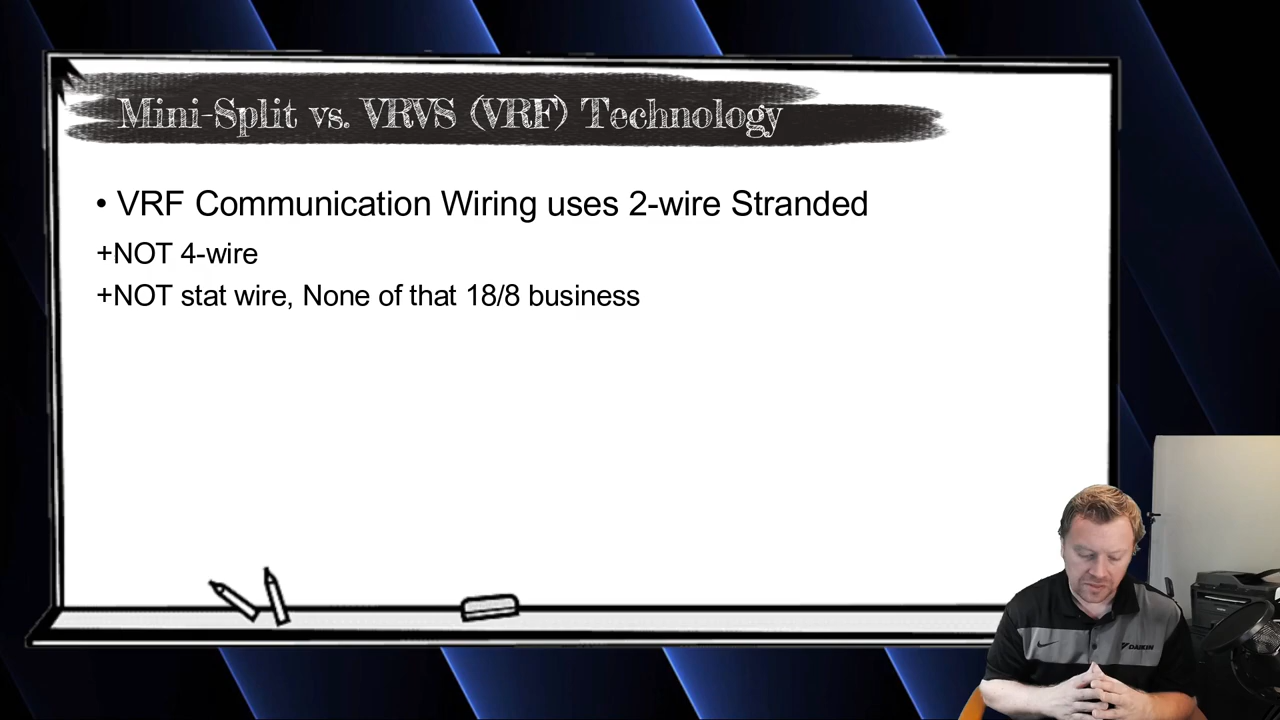 Mini-Split vs. VRVS (VRF) Technology
• VRF Communication Wiring uses 2-wire Stranded
+NOT 4-wire
+NOT stat wire, None of that 18/8 business
DAIKIN